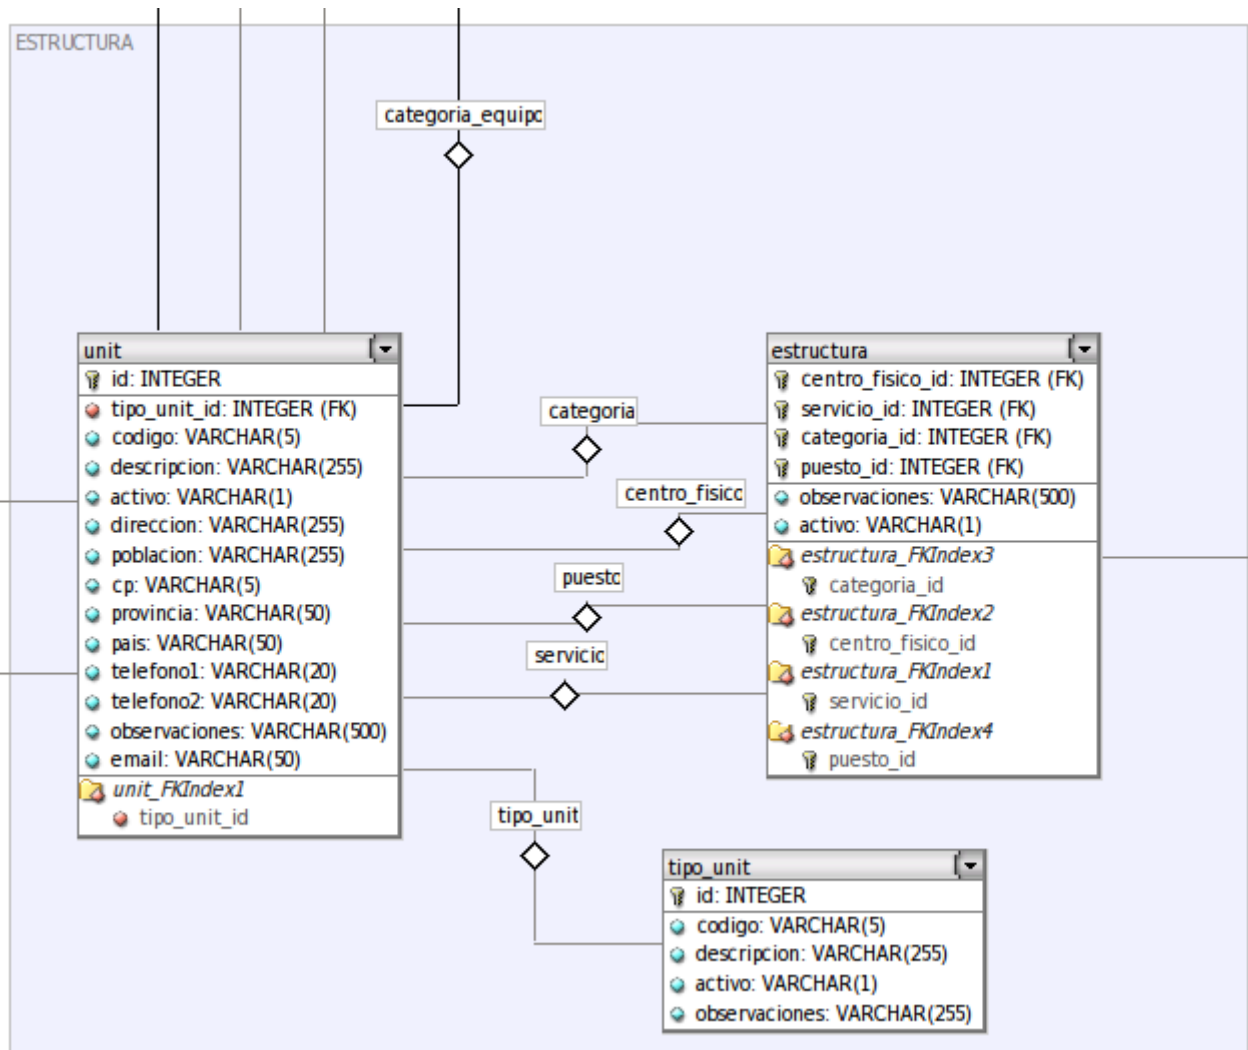 ESTRUCTURA
categoria_equipo
unit
id: INTEGER
tipo_unit_id: INTEGER (FK)
codigo: VARCHAR(5)
descripcion: VARCHAR(255)
activo: VARCHAR(1)
direccion: VARCHAR(255)
poblacion: VARCHAR(255)
cp: VARCHAR(5)
provincia: VARCHAR(50)
pais: VARCHAR(50)
telefono1: VARCHAR(20)
telefono2: VARCHAR(20)
observaciones: VARCHAR(500)
email: VARCHAR(50)
unit_FKIndex1
tipo_unit_id
categoria
centro_fisico
puesto
servicio
tipo_unit
estructura
centro_fisico_id: INTEGER (FK)
servicio_id: INTEGER (FK)
categoria_id: INTEGER (FK)
puesto_id: INTEGER (FK)
observaciones: VARCHAR(500)
activo: VARCHAR(1)
estructura_FKIndex3
categoria_id
estructura_FKIndex2
centro_fisico_id
estructura_FKIndex1
servicio_id
estructura_FKIndex4
puesto_id
tipo_unit
id: INTEGER
codigo: VARCHAR(5)
descripcion: VARCHAR(255)
activo: VARCHAR(1)
observaciones: VARCHAR(255)